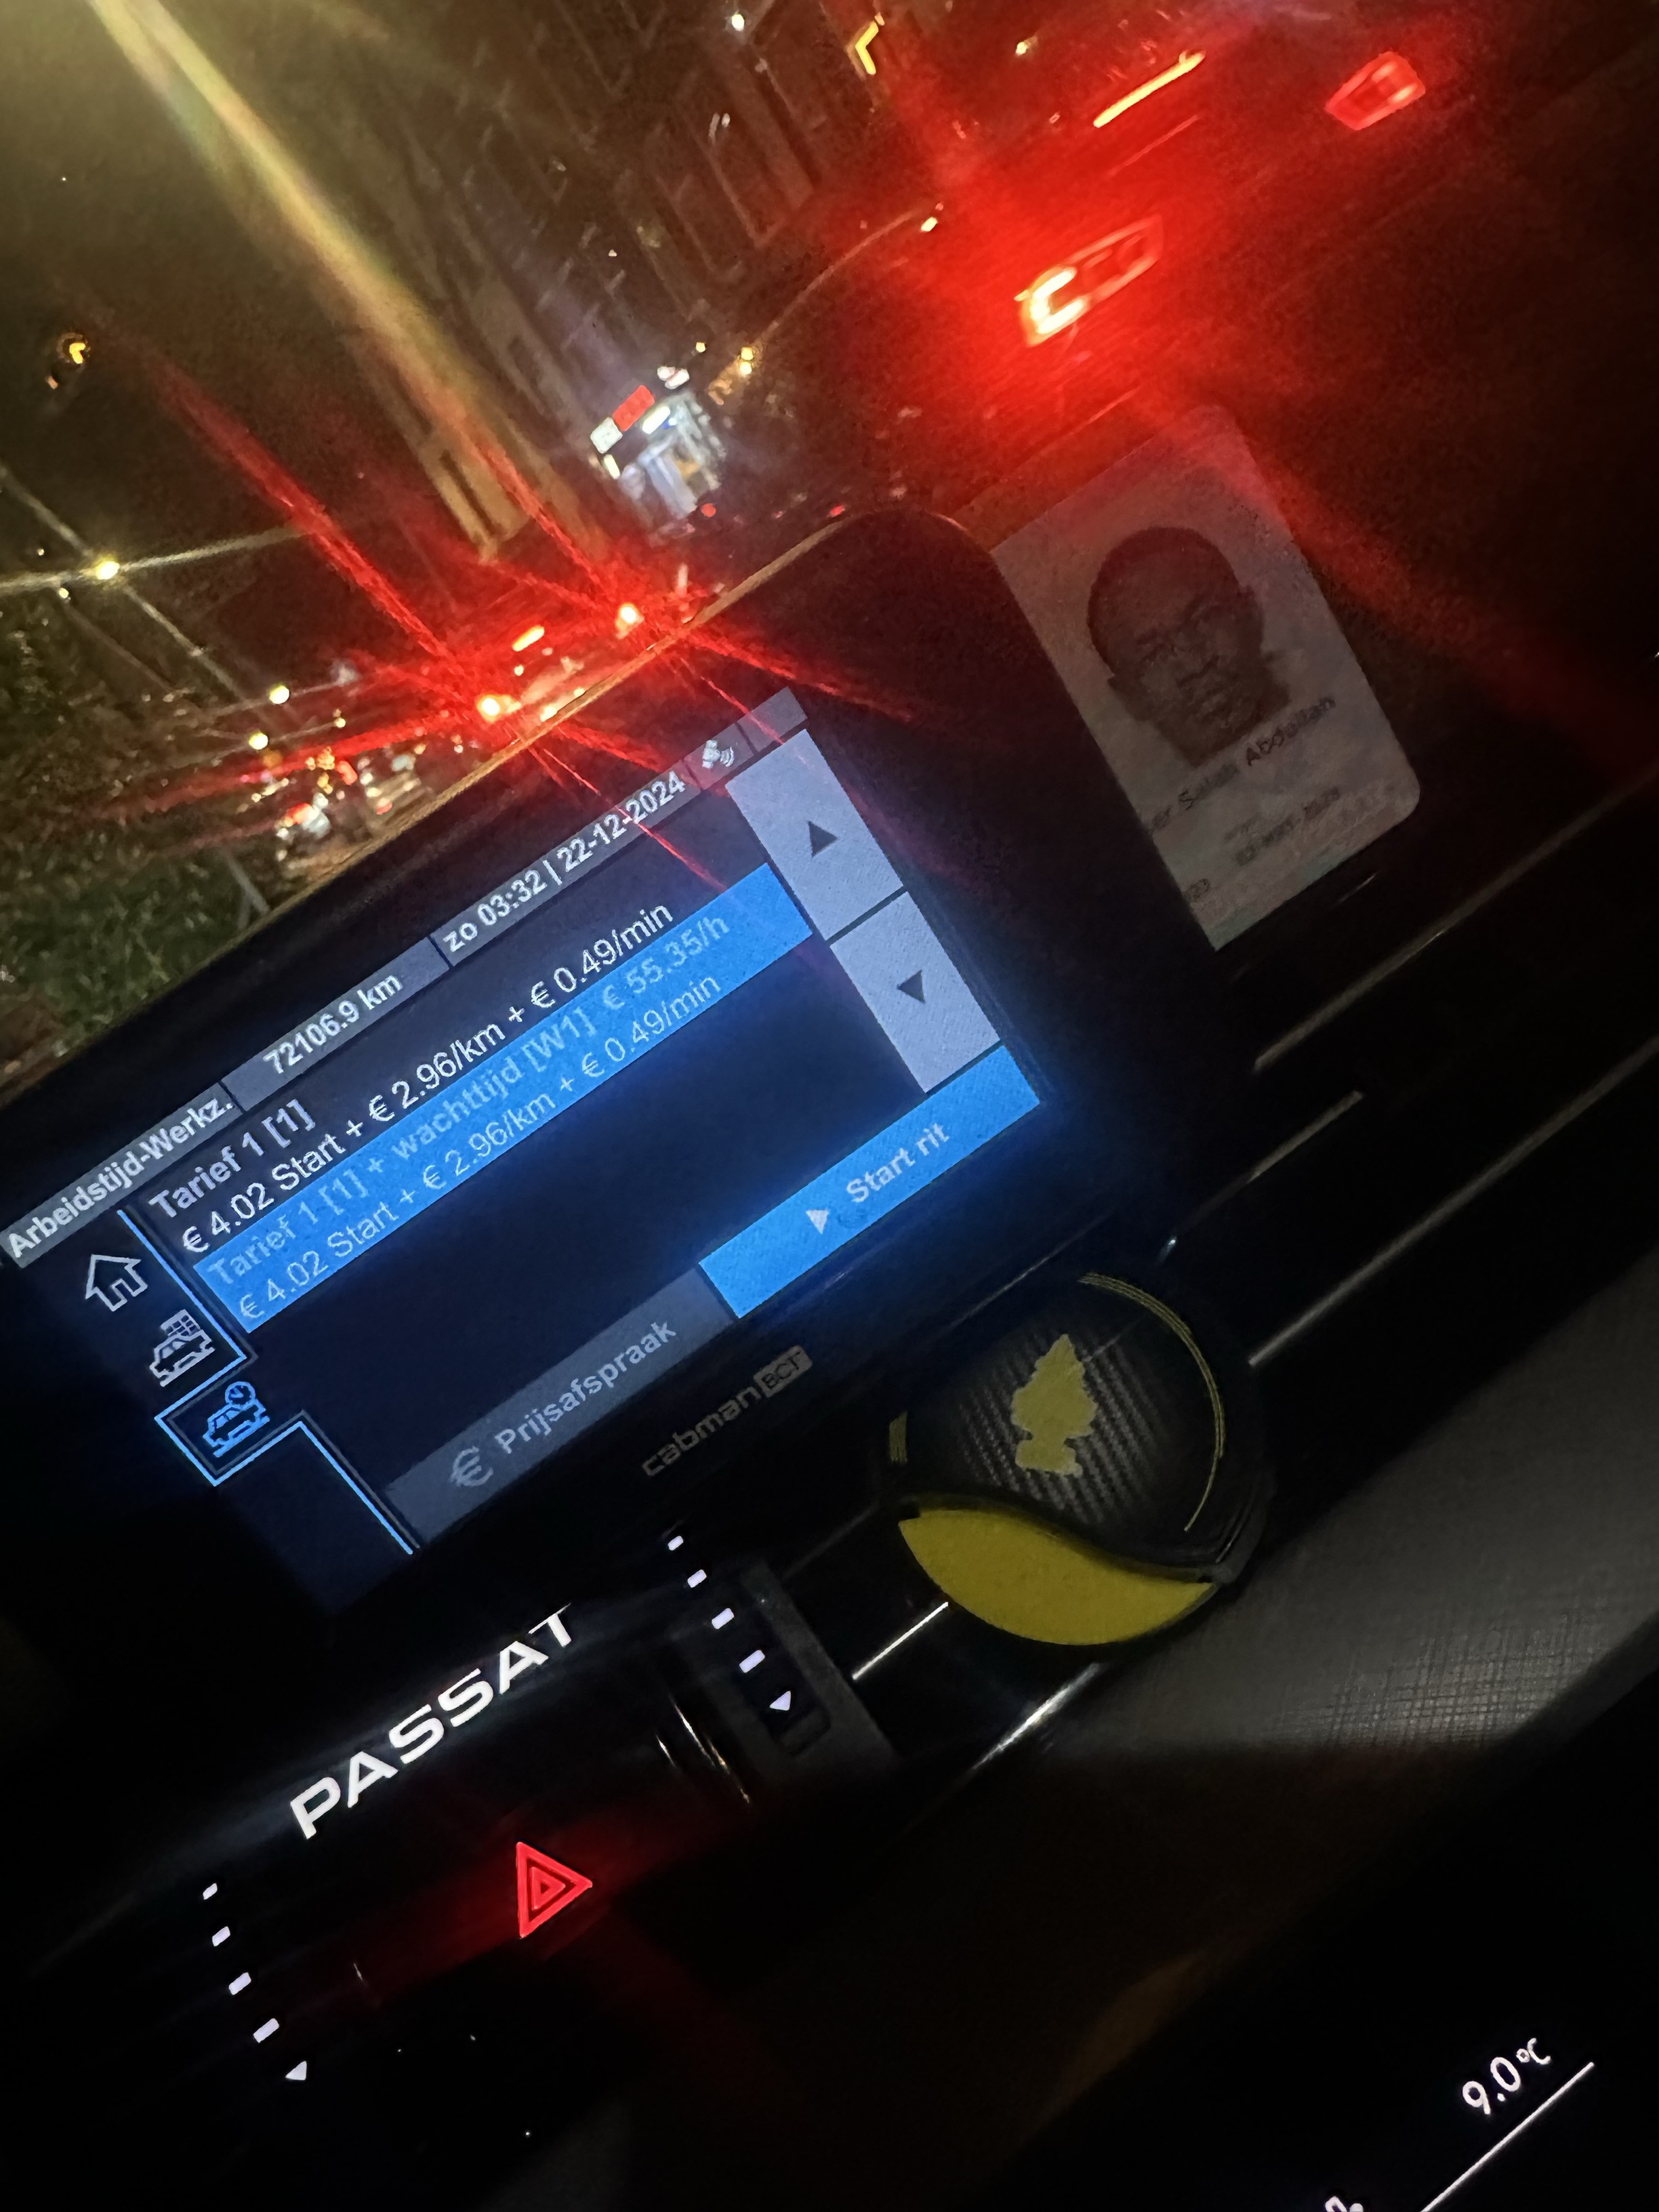 Arbeidstijd-Werkz.
72106.9 km
zo 03:32 | 22-12-2024
Tarief 1 [1]
€ 4.02 Start + € 2.96/km + € 0.49/min
Tarief 1 [1] + wachttijd [W1] € 55.35/h
€ 4.02 Start + € 2.96/km + € 0.49/min
€ Prijsafspraak
Start rit
cabman BCT
Abdellah
PASSAT
9.0°C